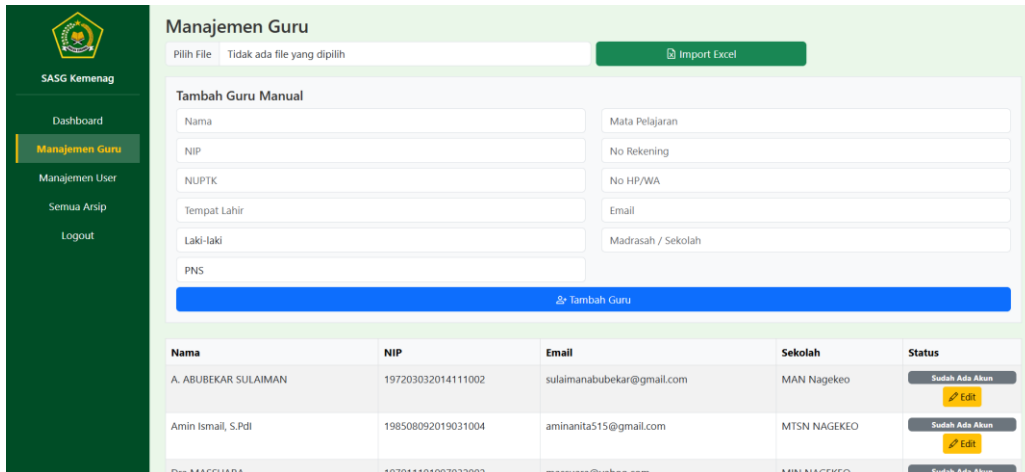 SASG Kemenag
Dashboard
Manajemen Guru
Manajemen User
Semua Arsip
Logout
Manajemen Guru
Pilih File Tidak ada file yang dipilih
Import Excel
Tambah Guru Manual
Nama Mata Pelajaran
NIP No Rekening
NUPTK No HP/WA
Tempat Lahir Email
Laki-laki Madrasah / Sekolah
PNS
Tambah Guru
Nama NIP Email Sekolah Status
A. ABUBEKAR SULAIMAN 197203032014111002 sulaimanabubekar@gmail.com MAN Nagekeo Sudah Ada Akun
Edit
Amin Ismail, S.PdI 198508092019031004 aminanita515@gmail.com MTSN NAGEKEO Sudah Ada Akun
Edit